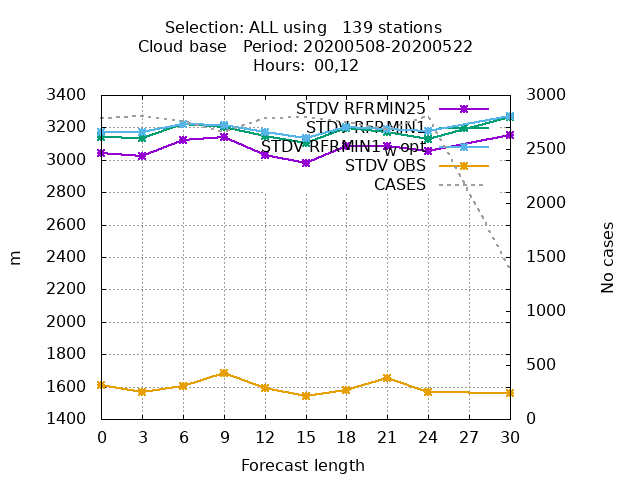 Selection: ALL using   139 stations
Cloud base   Period: 20200508-20200522
Hours:  00,12
3400
3200
3000
2800
2600
2400
2200
2000
1800
1600
1400
m
3000
2500
2000
1500
1000
500
0
No cases
STDV RFRMIN25
STDV RFRMIN1
STDV RFRMIN1w opt
STDV OBS
CASES
0 3 6 9 12 15 18 21 24 27 30
Forecast length